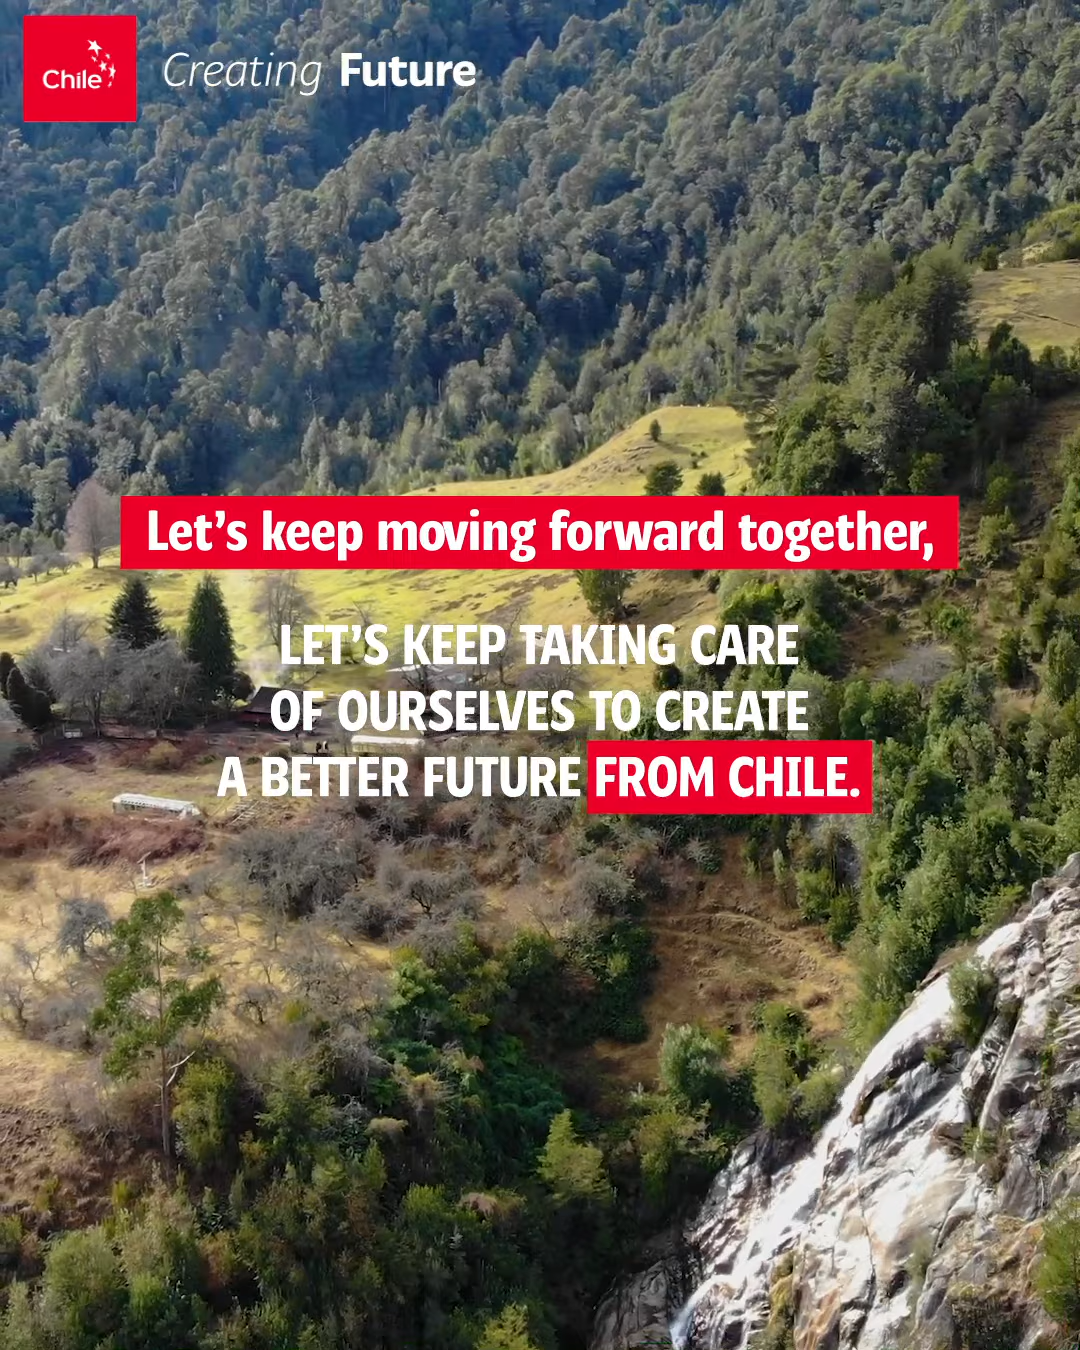 Chile
Creating Future
Let’s keep moving forward together,
LET’S KEEP TAKING CARE
OF OURSELVES TO CREATE
A BETTER FUTURE FROM CHILE.